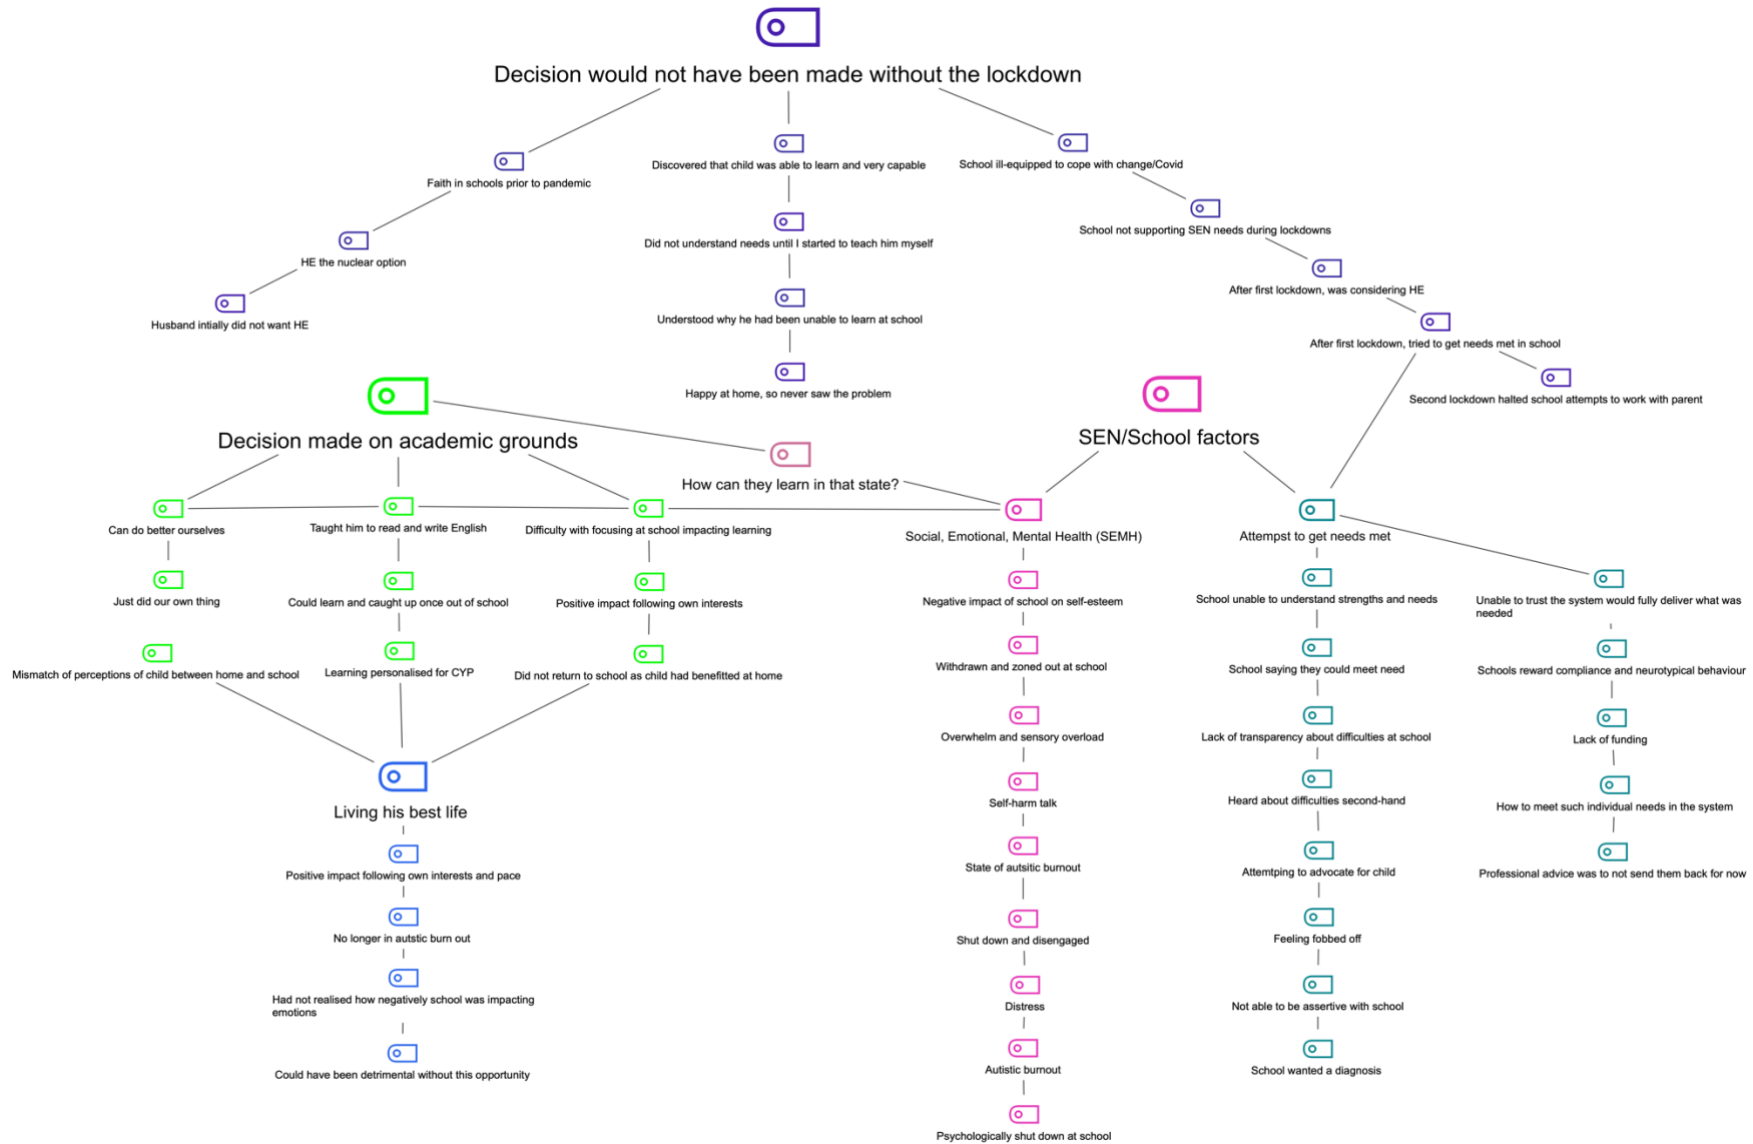 Decision would not have been made without the lockdown
Faith in schools prior to pandemic
HE the nuclear option
Husband intially did not want HE
Discovered that child was able to learn and very capable
Did not understand needs until I started to teach him myself
Understood why he had been unable to learn at school
Happy at home, so never saw the problem
School ill-equipped to cope with change/Covid
School not supporting SEN needs during lockdowns
After first lockdown, was considering HE
After first lockdown, tried to get needs met in school
Second lockdown halted school attempts to work with parent
Decision made on academic grounds
How can they learn in that state?
Can do better ourselves
Just did our own thing
Mismatch of perceptions of child between home and school
Taught him to read and write English
Could learn and caught up once out of school
Learning personalised for CYP
Difficulty with focusing at school impacting learning
Positive impact following own interests
Did not return to school as child had benefitted at home
Living his best life
Positive impact following own interests and pace
No longer in autstic burn out
Had not realised how negatively school was impacting
emotions
Could have been detrimental without this opportunity
SEN/School factors
Social, Emotional, Mental Health (SEMH)
Negative impact of school on self-esteem
Withdrawn and zoned out at school
Overwhelm and sensory overload
Self-harm talk
State of autsitic burnout
Shut down and disengaged
Distress
Autistic burnout
Psychologically shut down at school
Attempst to get needs met
School unable to understand strengths and needs
School saying they could meet need
Lack of transparency about difficulties at school
Heard about difficulties second-hand
Attemtping to advocate for child
Feeling fobbed off
Not able to be assertive with school
School wanted a diagnosis
Unable to trust the system would fully deliver what was
needed
Schools reward compliance and neurotypical behaviour
Lack of funding
How to meet such individual needs in the system
Professional advice was to not send them back for now